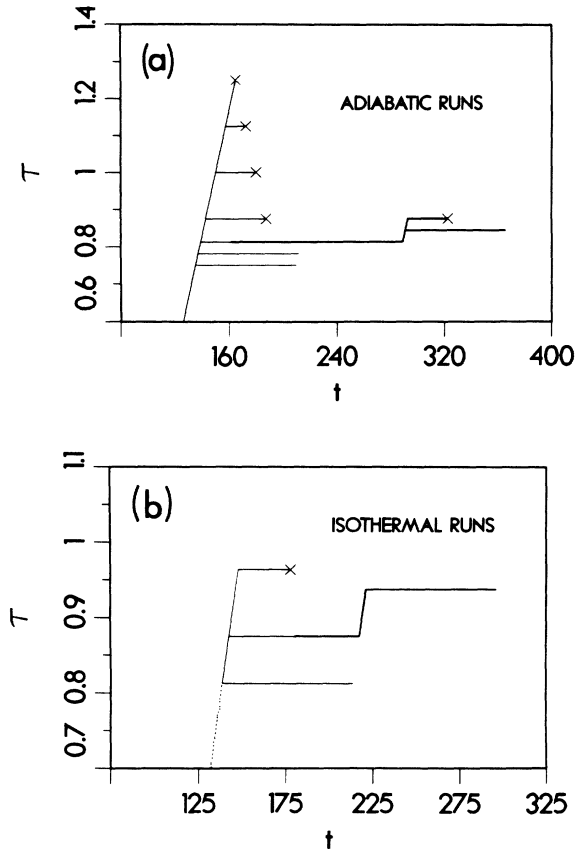 (a)
ADIABATIC RUNS
τ
1.4
1.2
1
0.8
0.6
160
240
320
400
t
(b)
ISOTHERMAL RUNS
τ
1.1
1
0.9
0.8
0.7
125
175
225
275
325
t